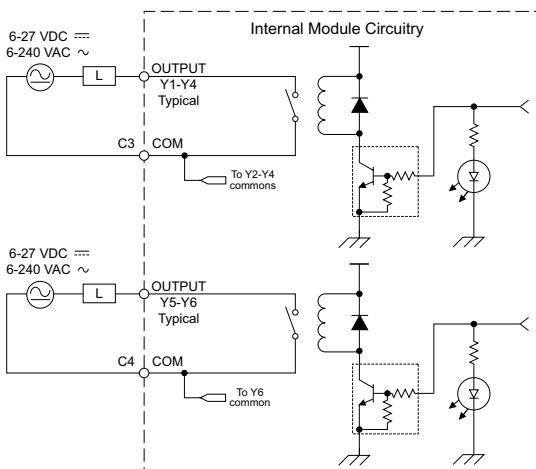 Internal Module Circuitry
6-27 VDC ⎓
6-240 VAC ∿
L
OUTPUT
Y1-Y4
Typical
C3
COM
To Y2-Y4
commons
6-27 VDC ⎓
6-240 VAC ∿
L
OUTPUT
Y5-Y6
Typical
C4
COM
To Y6
common